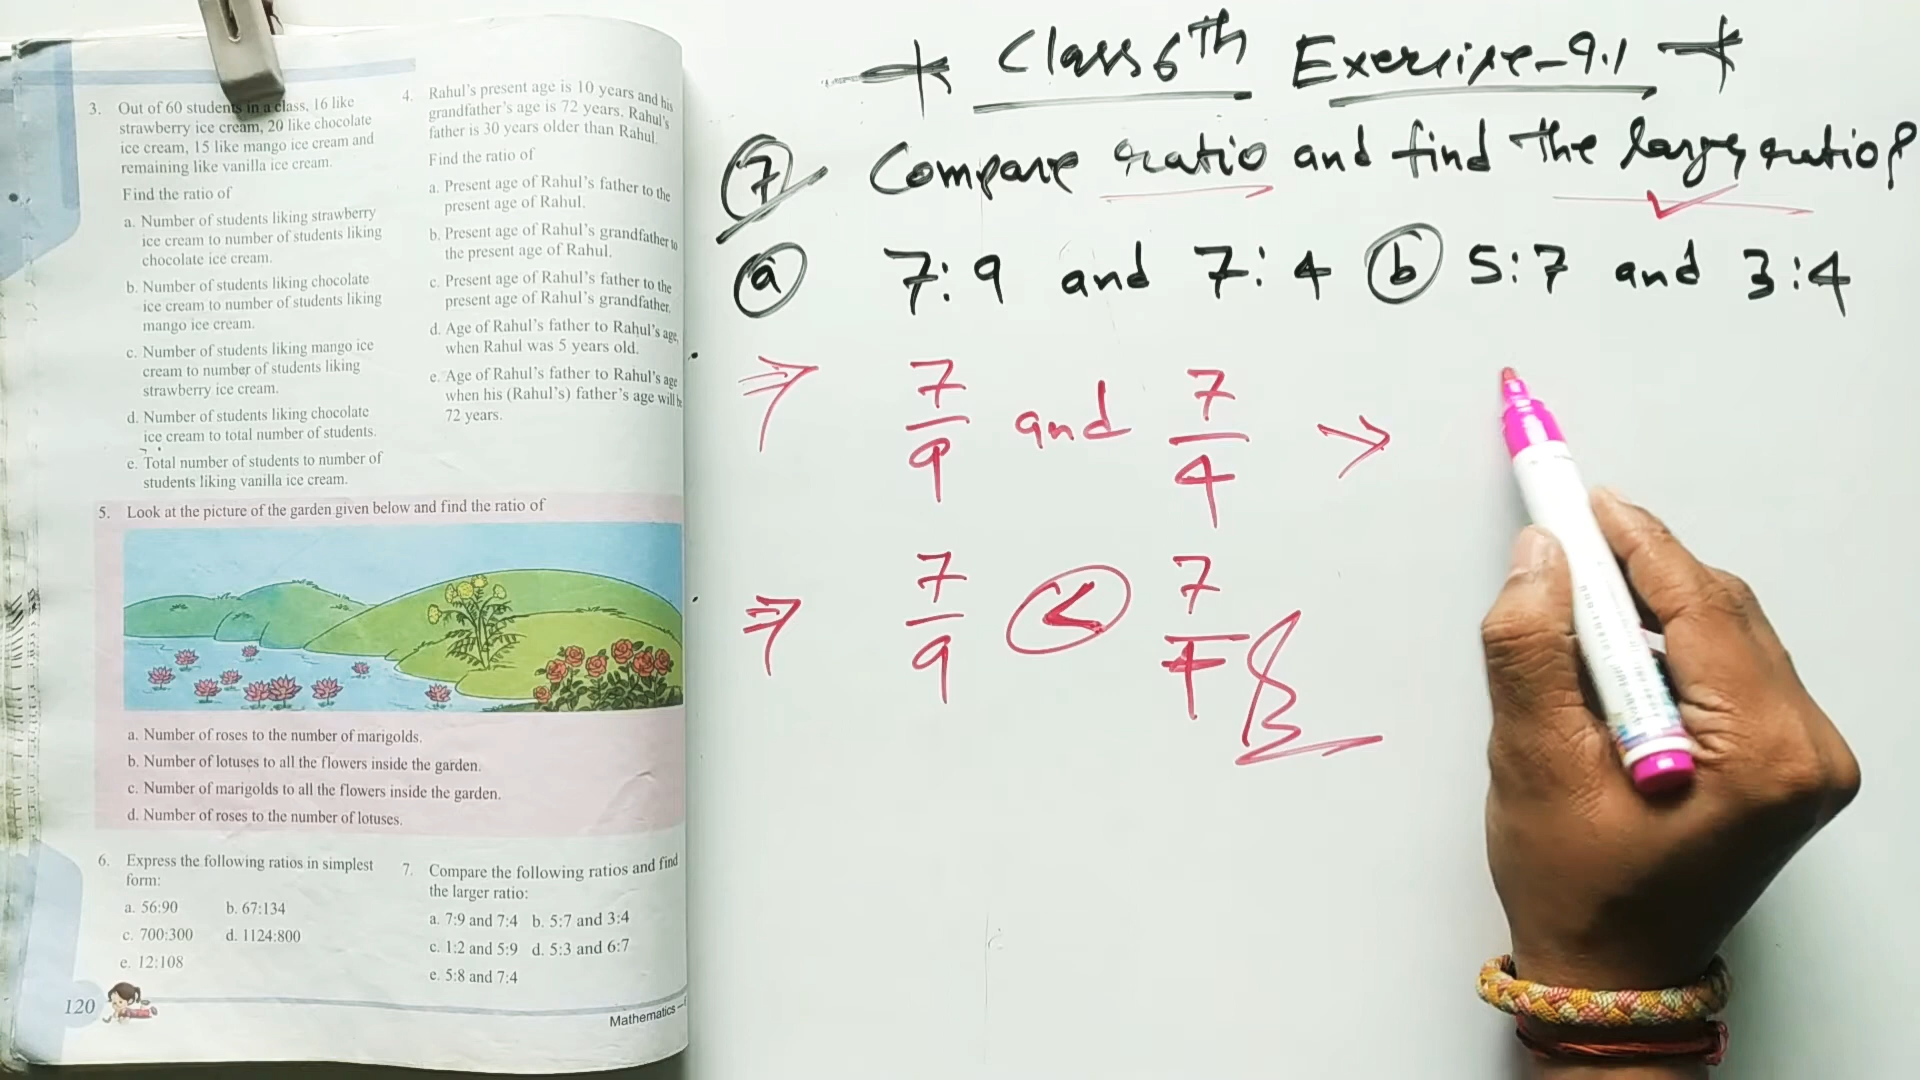 3. Out of 60 students in a class, 16 like
strawberry ice cream, 20 like chocolate
ice cream, 15 like mango ice cream and
remaining like vanilla ice cream.
Find the ratio of
a. Number of students liking strawberry
ice cream to number of students liking
chocolate ice cream.
b. Number of students liking chocolate
ice cream to number of students liking
mango ice cream.
c. Number of students liking mango ice
cream to number of students liking
strawberry ice cream.
d. Number of students liking chocolate
ice cream to total number of students.
e. Total number of students to number of
students liking vanilla ice cream.
4. Rahul's present age is 10 years and his
grandfather's age is 72 years. Rahul's
father is 30 years older than Rahul.
Find the ratio of
a. Present age of Rahul's father to the
present age of Rahul.
b. Present age of Rahul's grandfather to
the present age of Rahul.
c. Present age of Rahul's father to the
present age of Rahul's grandfather.
d. Age of Rahul's father to Rahul's age,
when Rahul was 5 years old.
e. Age of Rahul's father to Rahul's age
when his (Rahul's) father's age will be
72 years.
5. Look at the picture of the garden given below and find the ratio of
a. Number of roses to the number of marigolds.
b. Number of lotuses to all the flowers inside the garden.
c. Number of marigolds to all the flowers inside the garden.
d. Number of roses to the number of lotuses.
6. Express the following ratios in simplest
form:
a. 56:90 b. 67:134
c. 700:300 d. 1124:800
e. 12:108
7. Compare the following ratios and find
the larger ratio:
a. 7:9 and 7:4 b. 5:7 and 3:4
c. 1:2 and 5:9 d. 5:3 and 6:7
e. 5:8 and 7:4
120
Mathematics
Class 6th Exercise-9.1
7 Compare ratio and find the larger ratio?
a 7:9 and 7:4 b 5:7 and 3:4
⇒ 7/9 and 7/4 >
⇒ 7/9 < 7/4